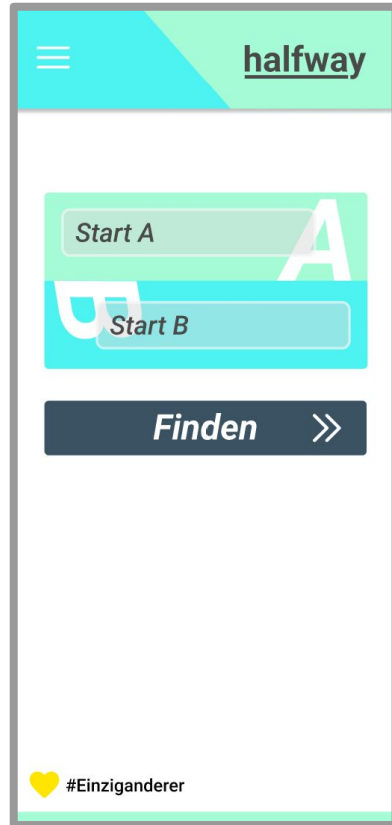 halfway
Start A
A
B
Start B
Finden
#Einziganderer